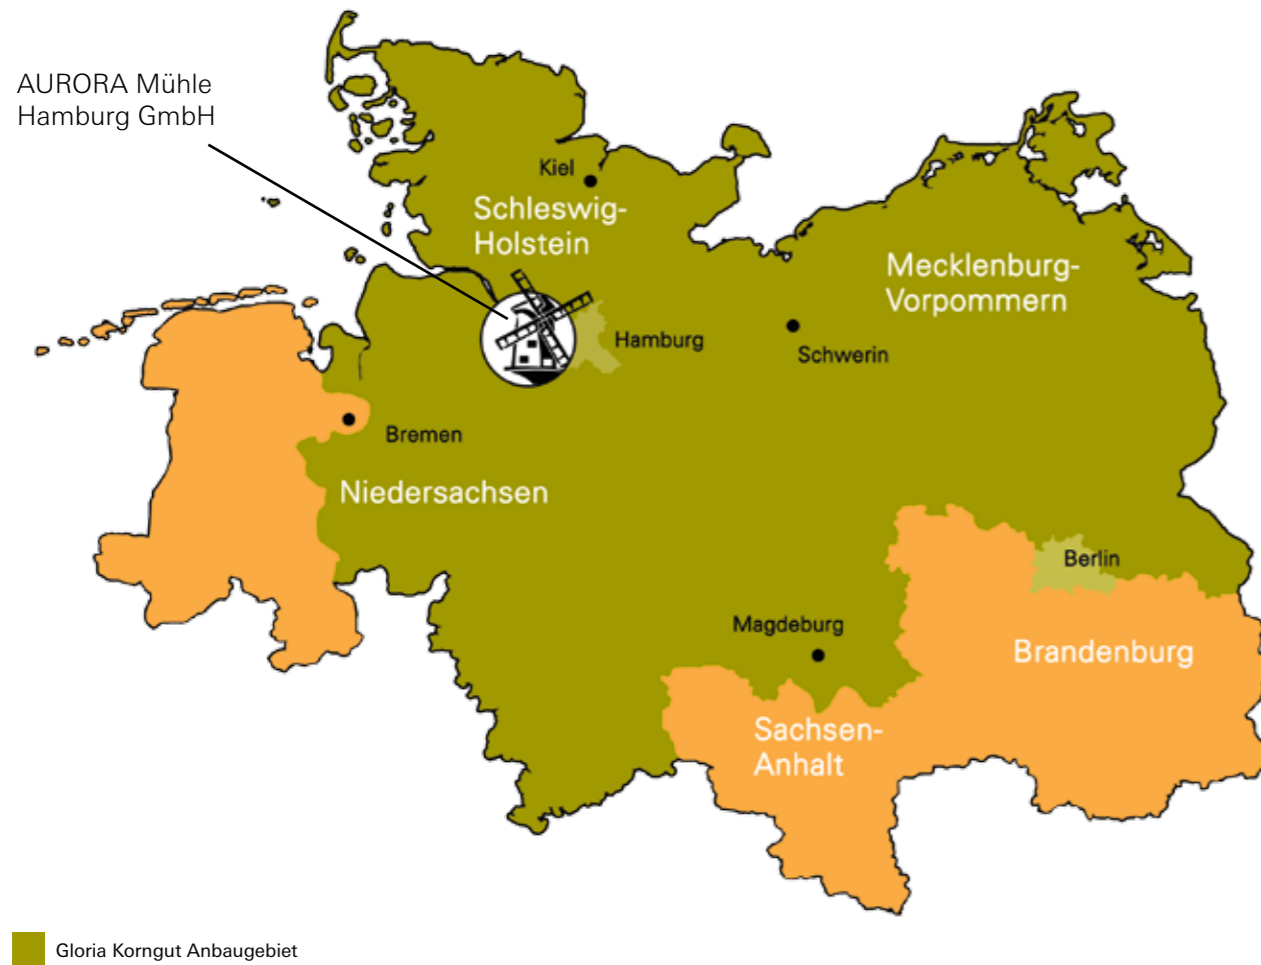 AURORA Mühle
Hamburg GmbH
Kiel
Schleswig-
Holstein
Mecklenburg-
Vorpommern
Hamburg
Schwerin
Bremen
Niedersachsen
Berlin
Magdeburg
Brandenburg
Sachsen-
Anhalt
Gloria Korngut Anbaugebiet